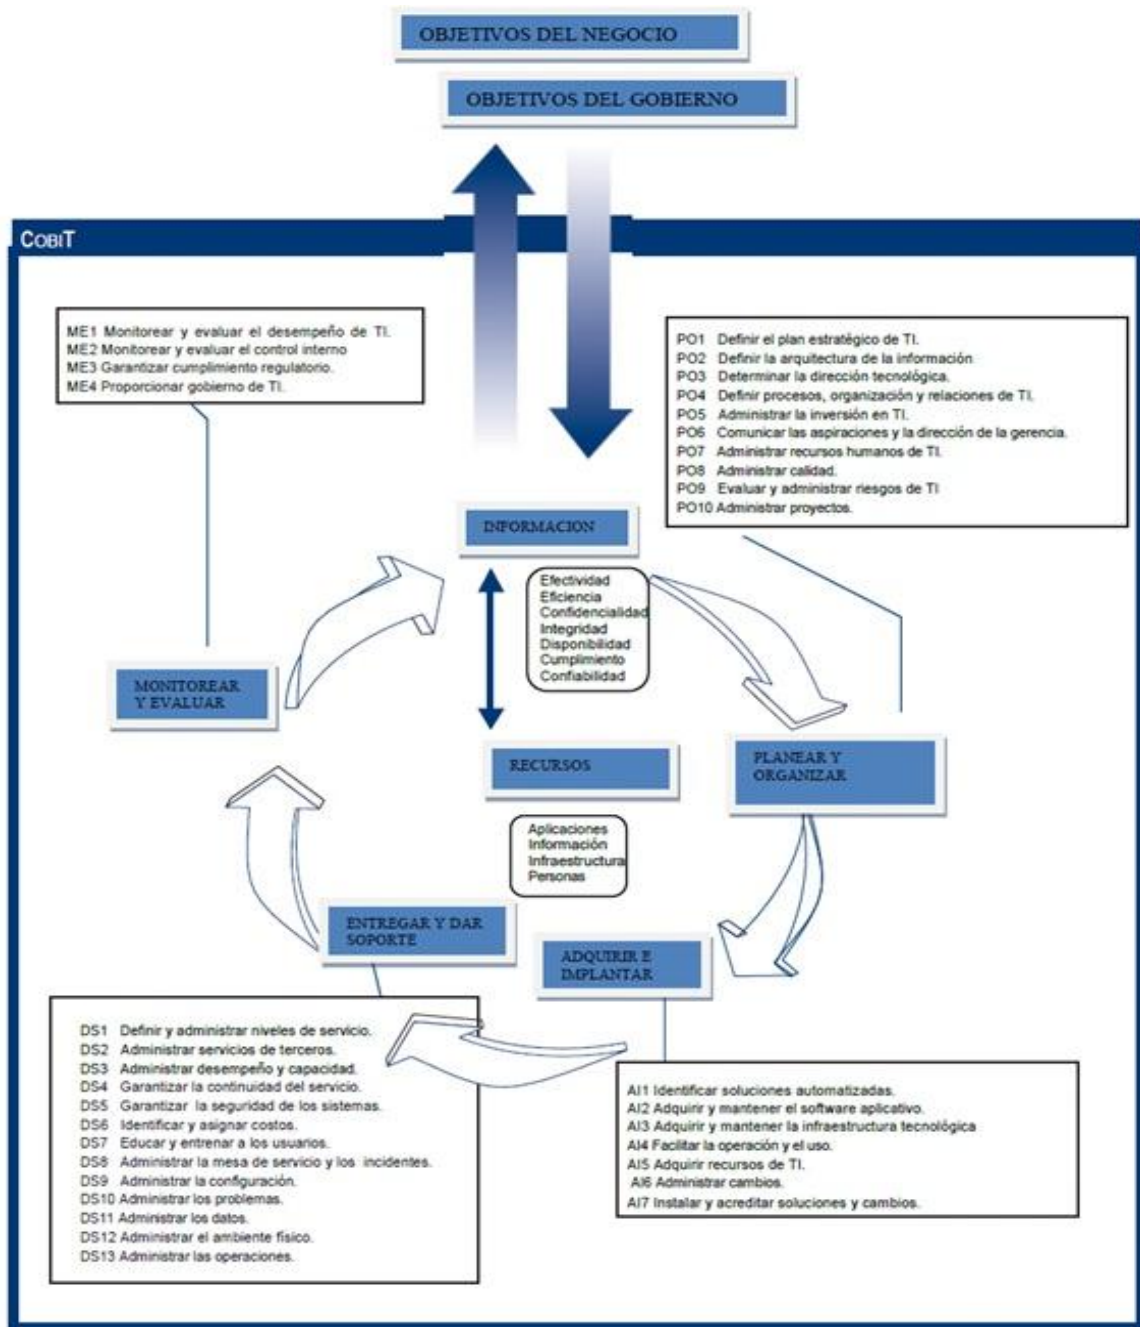 OBJETIVOS DEL NEGOCIO
OBJETIVOS DEL GOBIERNO
COBIT
ME1 Monitorear y evaluar el desempeño de TI.
ME2 Monitorear y evaluar el control interno
ME3 Garantizar cumplimiento regulatorio.
ME4 Proporcionar gobierno de TI.
PO1 Definir el plan estratégico de TI.
PO2 Definir la arquitectura de la información
PO3 Determinar la dirección tecnológica.
PO4 Definir procesos, organización y relaciones de TI.
PO5 Administrar la inversión en TI.
PO6 Comunicar las aspiraciones y la dirección de la gerencia.
PO7 Administrar recursos humanos de TI.
PO8 Administrar calidad.
PO9 Evaluar y administrar riesgos de TI
PO10 Administrar proyectos.
INFORMACION
Efectividad
Eficiencia
Confidencialidad
Integridad
Disponibilidad
Cumplimiento
Confiabilidad
MONITOREAR
Y EVALUAR
RECURSOS
PLANEAR Y
ORGANIZAR
Aplicaciones
Información
Infraestructura
Personas
ENTREGAR Y DAR
SOPORTE
ADQUIRIR E
IMPLANTAR
DS1 Definir y administrar niveles de servicio.
DS2 Administrar servicios de terceros.
DS3 Administrar desempeño y capacidad.
DS4 Garantizar la continuidad del servicio.
DS5 Garantizar la seguridad de los sistemas.
DS6 Identificar y asignar costos.
DS7 Educar y entrenar a los usuarios.
DS8 Administrar la mesa de servicio y los incidentes.
DS9 Administrar la configuración.
DS10 Administrar los problemas.
DS11 Administrar los datos.
DS12 Administrar el ambiente físico.
DS13 Administrar las operaciones.
AI1 Identificar soluciones automatizadas.
AI2 Adquirir y mantener el software aplicativo.
AI3 Adquirir y mantener la infraestructura tecnológica
AI4 Facilitar la operación y el uso.
AI5 Adquirir recursos de TI.
AI6 Administrar cambios.
AI7 Instalar y acreditar soluciones y cambios.